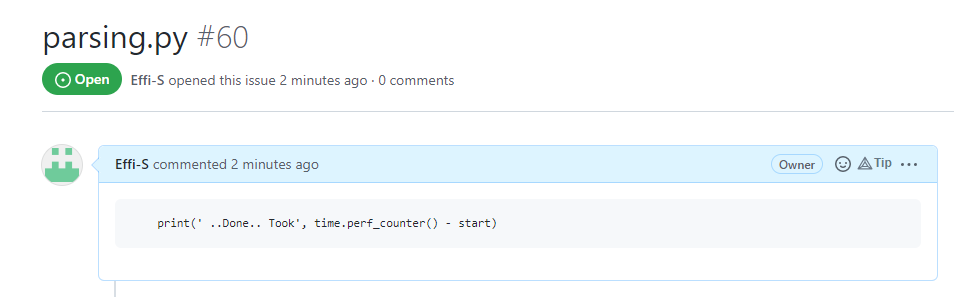 parsing.py #60
Open Effi-S opened this issue 2 minutes ago · 0 comments
Effi-S commented 2 minutes ago Owner Tip ...
print(' ..Done.. Took', time.perf_counter() - start)